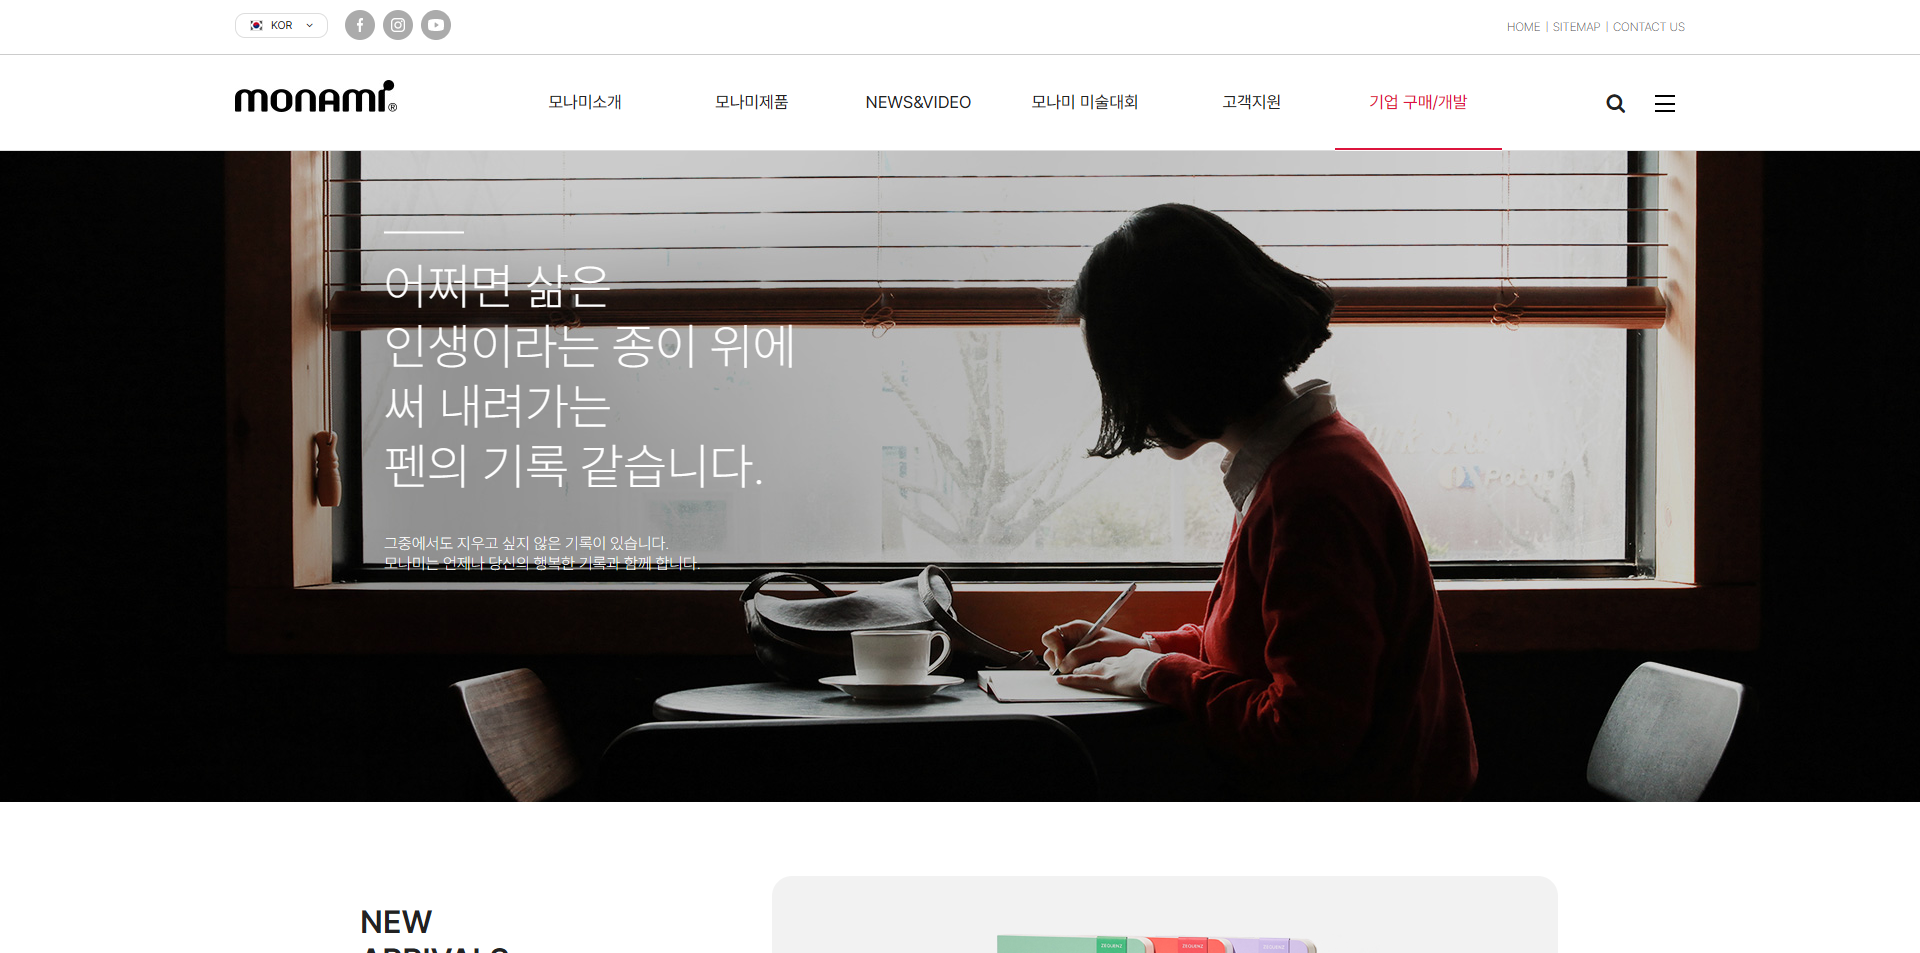 KOR
HOME | SITEMAP | CONTACT US
monami®
모나미소개
모나미제품
NEWS&VIDEO
모나미 미술대회
고객지원
기업 구매/개발
어쩌면 삶은
인생이라는 종이 위에
써 내려가는
펜의 기록 같습니다.
그중에서도 지우고 싶지 않은 기록이 있습니다.
모나미는 언제나 당신의 행복한 기록과 함께 합니다.
NEW
ARRIVALS